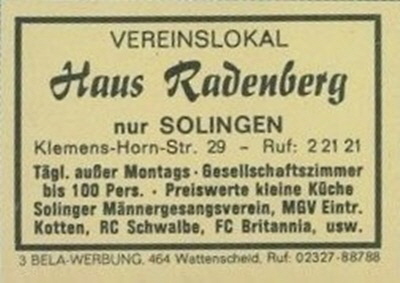 VEREINSLOKAL
Haus Radenberg
nur SOLINGEN
Klemens-Horn-Str. 29 - Ruf: 2 21 21
Tägl. außer Montags · Gesellschaftszimmer
bis 100 Pers. · Preiswerte kleine Küche
Solinger Männergesangsverein, MGV Eintr.
Kotten, RC Schwalbe, FC Britannia, usw.
3 BELA-WERBUNG, 464 Wattenscheid, Ruf: 02327-88788